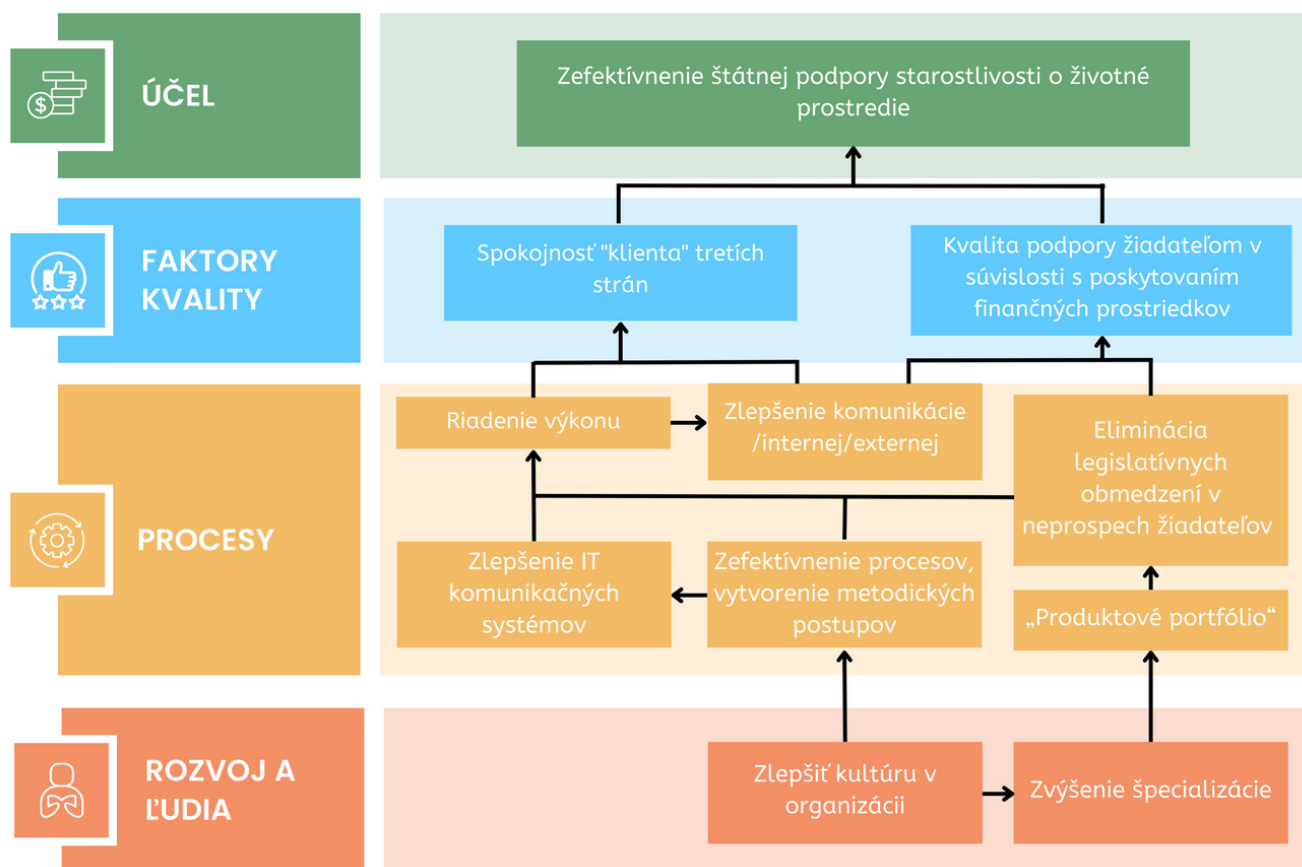 ÚČEL
Zefektívnenie štátnej podpory starostlivosti o životné
prostredie
FAKTORY
KVALITY
Spokojnosť "klienta" tretích
strán
Kvalita podpory žiadateľom v
súvislosti s poskytovaním
finančných prostriedkov
PROCESY
Riadenie výkonu
Zlepšenie komunikácie
/internej/externej
Eliminácia
legislatívnych
obmedzení v
neprospech žiadateľov
Zlepšenie IT
komunikačných
systémov
Zefektívnenie procesov,
vytvorenie metodických
postupov
„Produktové portfólio“
ROZVOJ A
ĽUDIA
Zlepšiť kultúru v
organizácii
Zvýšenie špecializácie